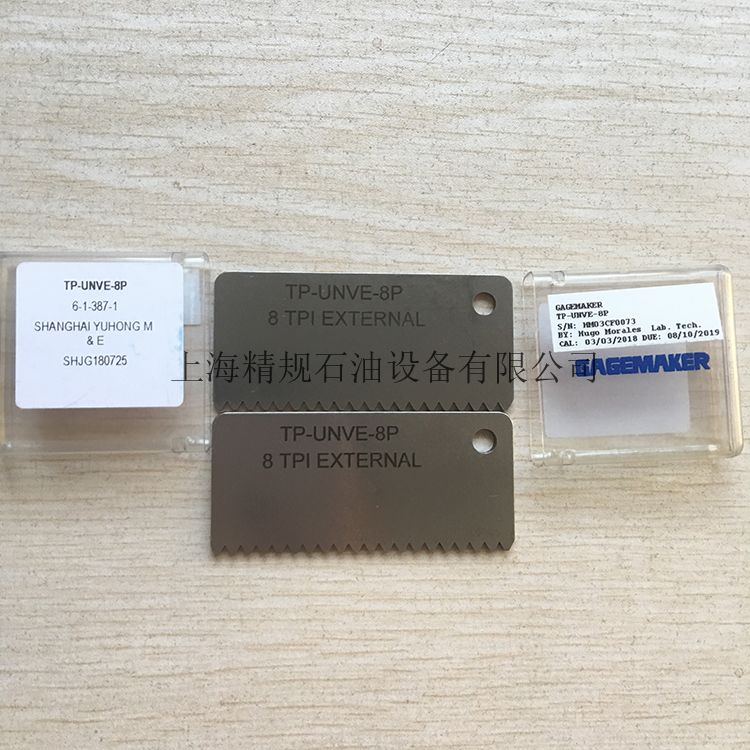 TP-UNVE-8P
6-1-387-1
SHANGHAI YUHONG M
& E
SHJG180725
TP-UNVE-8P
8 TPI EXTERNAL
TP-UNVE-8P
8 TPI EXTERNAL
GAGEMAKER
TP-UNVE-8P
S/N: MM03CF0073
BY: Hugo Morales Lab. Tech.
CAL: 03/03/2018 DUE: 08/10/2019
GAGEMAKER
上海精规石油设备有限公司